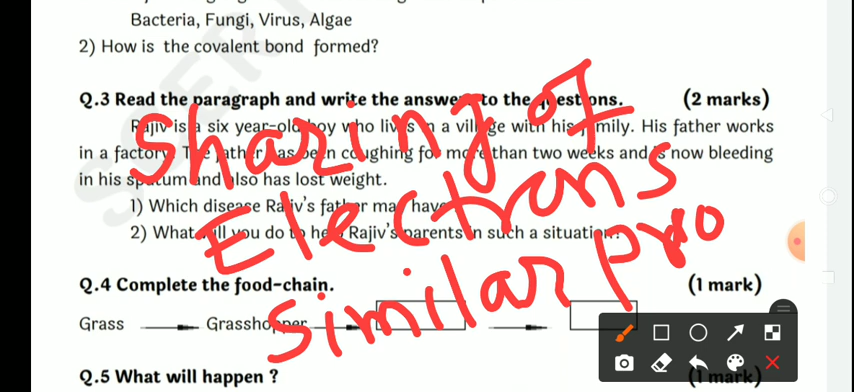 Bacteria, Fungi, Virus, Algae
2) How is the covalent bond formed?
Q.3 Read the paragraph and write the answers to the questions. (2 marks)
Rajiv is a six year-old boy who lives in a village with his family. His father works
in a factory. The father has been coughing for more than two weeks and is now bleeding
in his sputum and also has lost weight.
1) Which disease Rajiv's father may have
2) What will you do to help Rajiv's parents in such a situation?
Q.4 Complete the food-chain. (1 mark)
Grass Grasshopper
Q.5 What will happen ? (1 mark)
Sharing of
Electrons
Similar pro